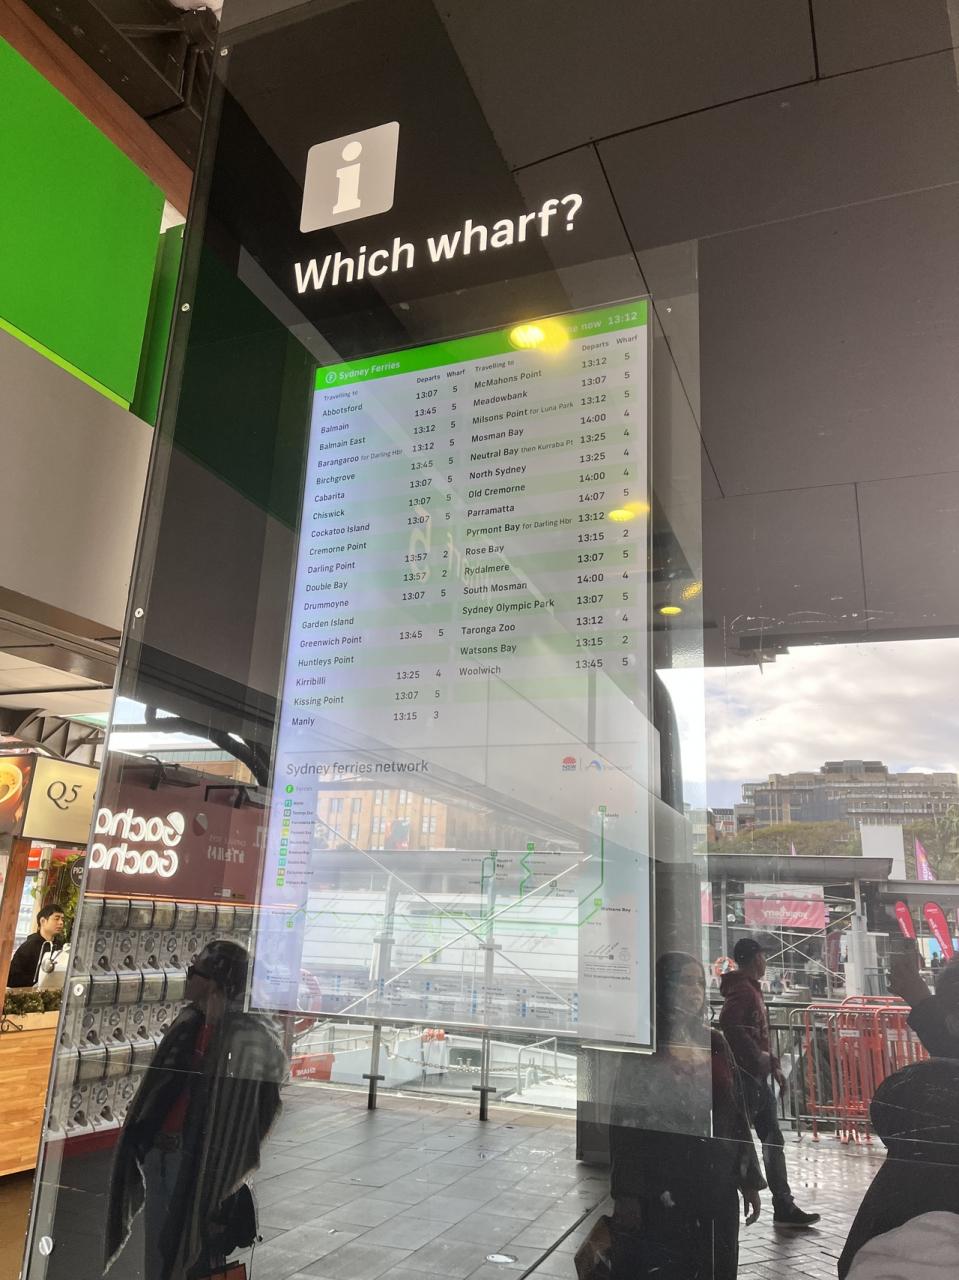 i
Which wharf?
F Sydney Ferries
now 13:12
Travelling to Departs Wharf
Abbotsford 13:07 5
Balmain 13:45 5
Balmain East 13:12 5
Barangaroo for Darling Hbr 13:12 5
Birchgrove 13:45 5
Cabarita 13:07 5
Chiswick 13:07 5
Cockatoo Island 13:07 5
Cremorne Point
Darling Point 13:57 2
Double Bay 13:57 2
Drummoyne 13:07 5
Garden Island
Greenwich Point 13:45 5
Huntleys Point
Kirribilli 13:25 4
Kissing Point 13:07 5
Manly 13:15 3
Travelling to Departs Wharf
McMahons Point 13:12 5
Meadowbank 13:07 5
Milsons Point for Luna Park 13:12 5
Mosman Bay 14:00 4
Neutral Bay then Kurraba Pt 13:25 4
North Sydney 13:25 4
Old Cremorne 14:00 4
Parramatta 14:07 5
Pyrmont Bay for Darling Hbr 13:12
Rose Bay 13:15 2
Rydalmere 13:07 5
South Mosman 14:00 4
Sydney Olympic Park 13:07 5
Taronga Zoo 13:12 4
Watsons Bay 13:15 2
Woolwich 13:45 5
Sydney ferries network
NSW
Ferries
Manly
Watsons Bay
Q5
Gacha
Gacha